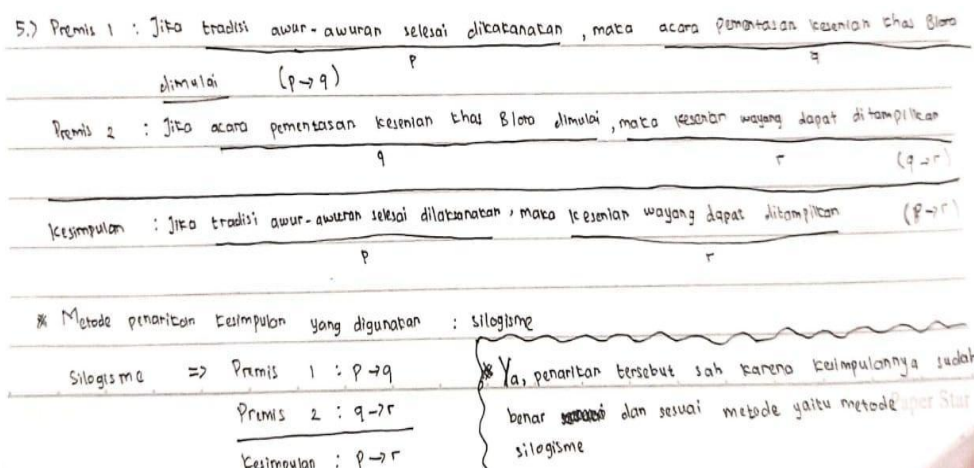 5.) Premis 1 : Jika tradisi awur-awuran selesai dikakanakan, maka acara pementasan kesenian khas Blora
p q
dimulai (p→q)
Premis 2 : Jika acara pementasan kesenian khas Blora dimulai, maka kesenian wayang dapat ditampilkan
q r (q→r)
Kesimpulan : Jika tradisi awur-awuran selesai dilaksanakan, maka kesenian wayang dapat ditampilkan (p→r)
p r
* Metode penarikan kesimpulan yang digunakan : silogisme
Silogisme => Premis 1 : p→q
Premis 2 : q→r
Kesimpulan : p→r
* Ya, penarikan tersebut sah karena kesimpulannya sudah
benar dan sesuai metode yaitu metode
silogisme
Paper Star